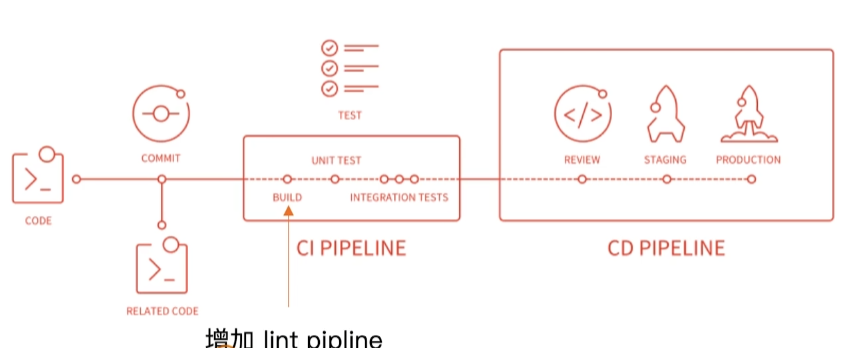 TEST
COMMIT
UNIT TEST
REVIEW
STAGING
PRODUCTION
BUILD
INTEGRATION TESTS
CODE
CI PIPELINE
CD PIPELINE
RELATED CODE
增加 lint pipline